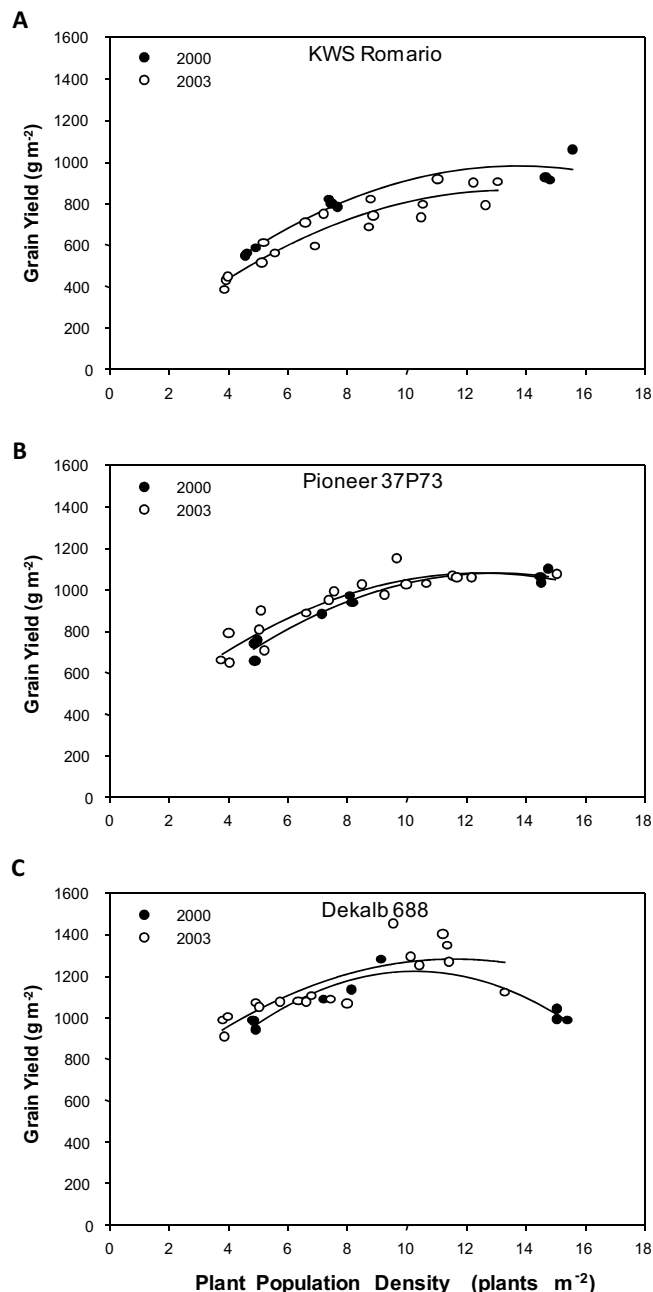 A
KWS Romario
1600
1400
1200
1000
800
600
400
200
0
2000
2003
Grain Yield (g m-2)
0 2 4 6 8 10 12 14 16 18
B
Pioneer 37P73
1600
1400
1200
1000
800
600
400
200
0
2000
2003
Grain Yield (g m-2)
0 2 4 6 8 10 12 14 16 18
C
Dekalb 688
1600
1400
1200
1000
800
600
400
200
0
2000
2003
Grain Yield (g m-2)
0 2 4 6 8 10 12 14 16 18
Plant Population Density (plants m-2)